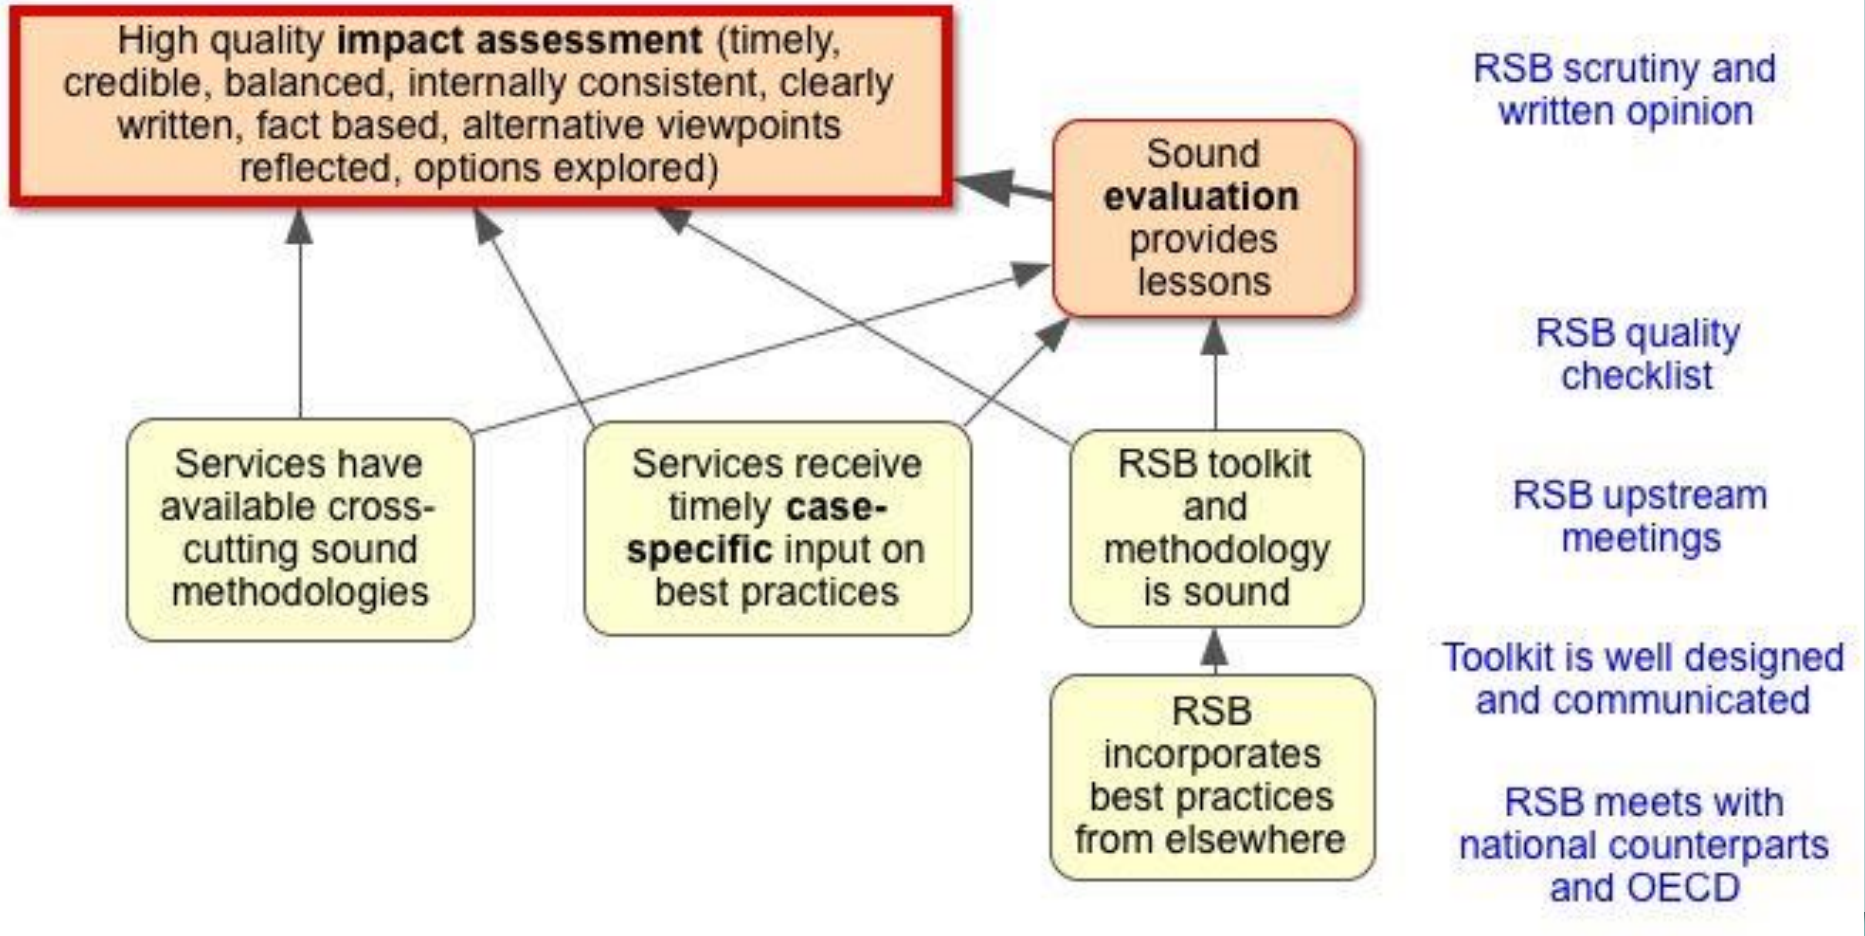 High quality impact assessment (timely,
credible, balanced, internally consistent, clearly
written, fact based, alternative viewpoints
reflected, options explored)
RSB scrutiny and
written opinion
Sound
evaluation
provides
lessons
RSB quality
checklist
Services have
available cross-
cutting sound
methodologies
Services receive
timely case-
specific input on
best practices
RSB toolkit
and
methodology
is sound
RSB upstream
meetings
Toolkit is well designed
and communicated
RSB
incorporates
best practices
from elsewhere
RSB meets with
national counterparts
and OECD